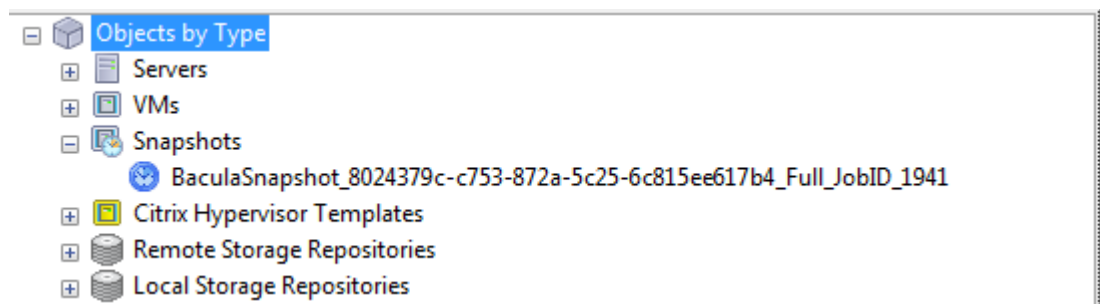 Objects by Type
Servers
VMs
Snapshots
BaculaSnapshot_8024379c-c753-872a-5c25-6c815ee617b4_Full_JobID_1941
Citrix Hypervisor Templates
Remote Storage Repositories
Local Storage Repositories